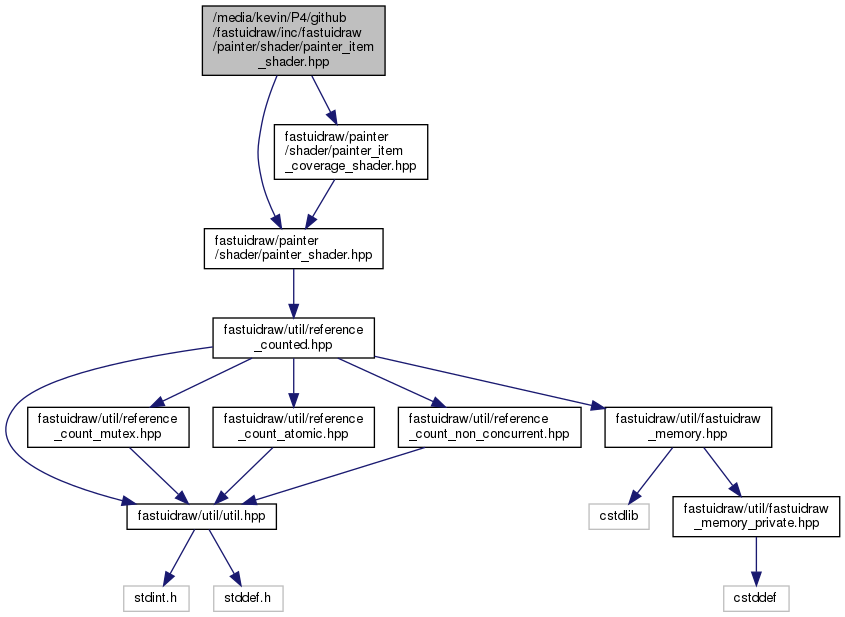 /media/kevin/P4/github
/fastuidraw/inc/fastuidraw
/painter/shader/painter_item
_shader.hpp
fastuidraw/painter
/shader/painter_item
_coverage_shader.hpp
fastuidraw/painter
/shader/painter_shader.hpp
fastuidraw/util/reference
_counted.hpp
fastuidraw/util/reference
_count_mutex.hpp
fastuidraw/util/reference
_count_atomic.hpp
fastuidraw/util/reference
_count_non_concurrent.hpp
fastuidraw/util/fastuidraw
_memory.hpp
fastuidraw/util/util.hpp
cstdlib
fastuidraw/util/fastuidraw
_memory_private.hpp
stdint.h
stddef.h
cstddef